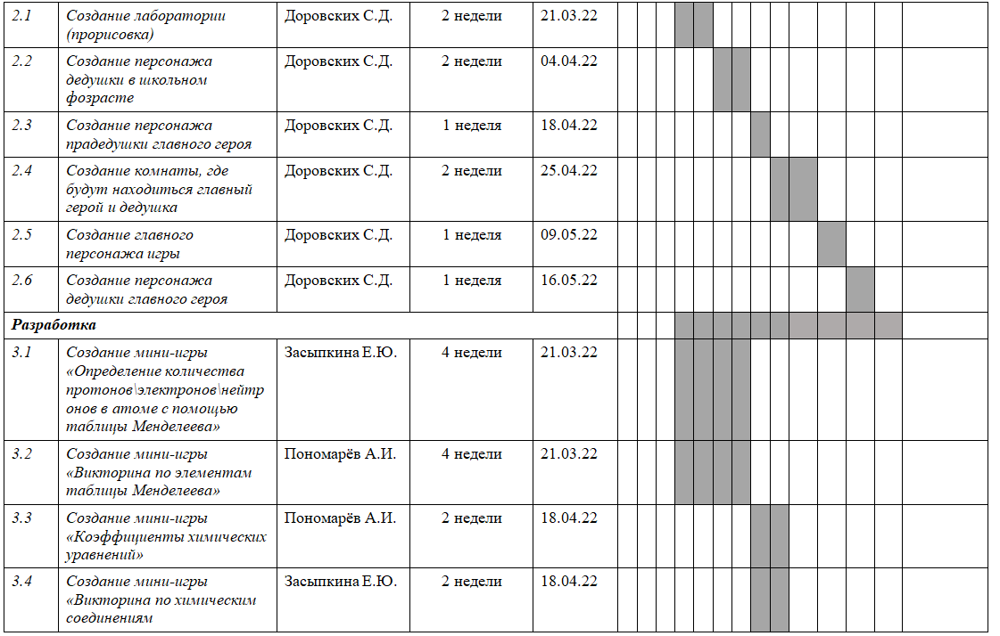 2.1 Создание лаборатории Доровских С.Д. 2 недели 21.03.22
(прорисовка)
2.2 Создание персонажа Доровских С.Д. 2 недели 04.04.22
дедушки в школьном
фозрасте
2.3 Создание персонажа Доровских С.Д. 1 неделя 18.04.22
прадедушки главного героя
2.4 Создание комнаты, где Доровских С.Д. 2 недели 25.04.22
будут находиться главный
герой и дедушка
2.5 Создание главного Доровских С.Д. 1 неделя 09.05.22
персонажа игры
2.6 Создание персонажа Доровских С.Д. 1 неделя 16.05.22
дедушки главного героя
Разработка
3.1 Создание мини-игры Засыпкина Е.Ю. 4 недели 21.03.22
«Определение количества
протонов\электронов\нейтр
онов в атоме с помощью
таблицы Менделеева»
3.2 Создание мини-игры Пономарёв А.И. 4 недели 21.03.22
«Викторина по элементам
таблицы Менделеева»
3.3 Создание мини-игры Пономарёв А.И. 2 недели 18.04.22
«Коэффициенты химических
уравнений»
3.4 Создание мини-игры Засыпкина Е.Ю. 2 недели 18.04.22
«Викторина по химическим
соединениям